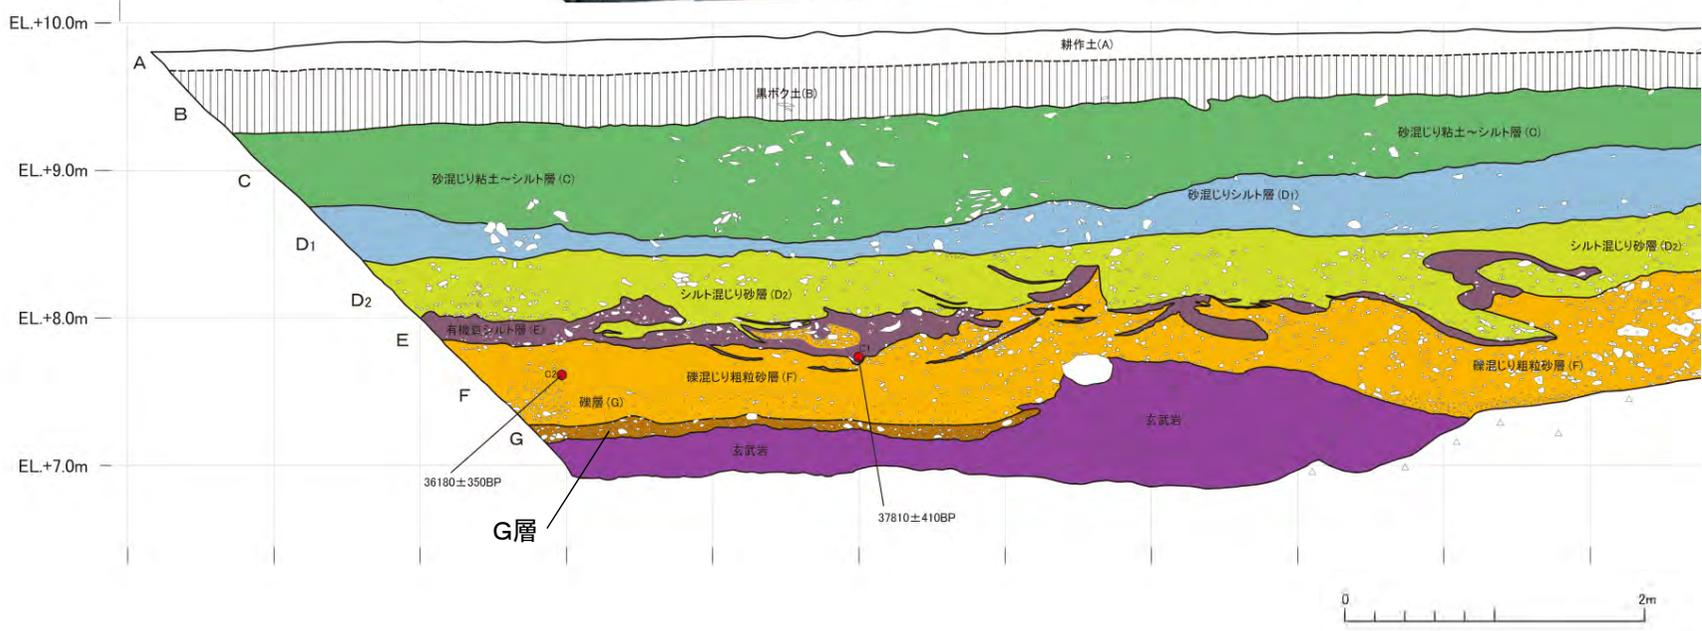 EL.+10.0m
耕作土(A)
A
黒ボク土(B)
B
砂混じり粘土～シルト層(C)
EL.+9.0m
砂混じり粘土～シルト層(C)
C
砂混じりシルト層(D1)
D1
シルト混じり砂層(D2)
シルト混じり砂層(D2)
D2
EL.+8.0m
有機質シルト層(E)
E
C1
礫混じり粗粒砂層(F)
C2
礫混じり粗粒砂層(F)
F
礫層(G)
玄武岩
G
玄武岩
EL.+7.0m
36180±350BP
37810±410BP
G層
0 2m